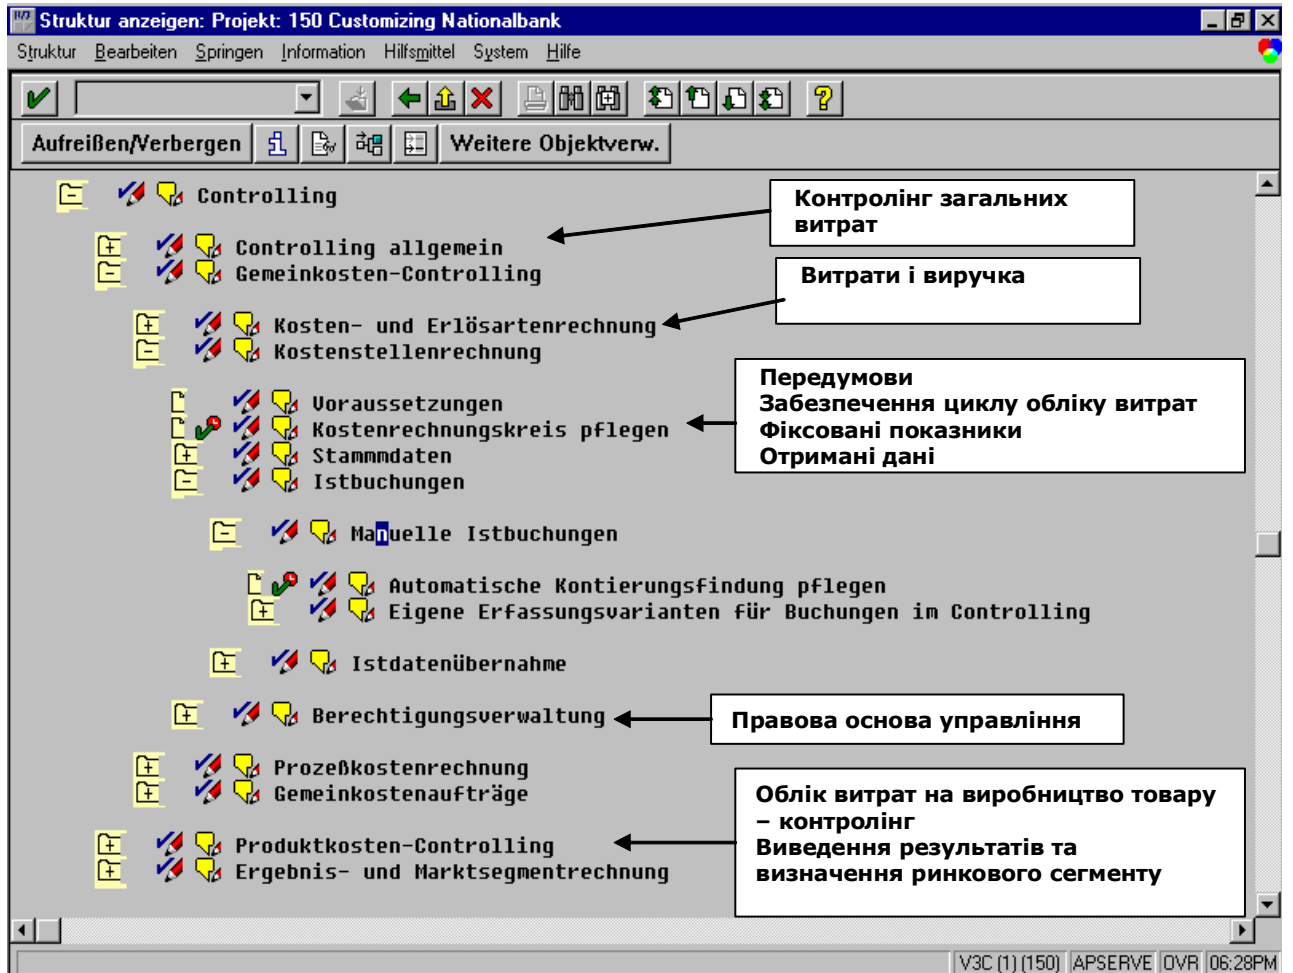 Struktur anzeigen: Projekt: 150 Customizing Nationalbank
Struktur Bearbeiten Springen Information Hilfsmittel System Hilfe
Aufreißen/Verbergen Weitere Objektverw.
Controlling
Контролінг загальних
витрат
Controlling allgemein
Gemeinkosten-Controlling
Витрати і виручка
Kosten- und Erlösartenrechnung
Kostenstellenrechnung
Передумови
Забезпечення циклу обліку витрат
Фіксовані показники
Отримані дані
Voraussetzungen
Kostenrechnungskreis pflegen
Stammmdaten
Istbuchungen
Manuelle Istbuchungen
Automatische Kontierungsfindung pflegen
Eigene Erfassungsvarianten für Buchungen im Controlling
Istdatenübernahme
Berechtigungsverwaltung
Правова основа управління
Prozeßkostenrechnung
Gemeinkostenaufträge
Облік витрат на виробництво товару
– контролінг
Виведення результатів та
визначення ринкового сегменту
Produktkosten-Controlling
Ergebnis- und Marktsegmentrechnung
V3C (1) (150) APSERVE OVR 06:28PM